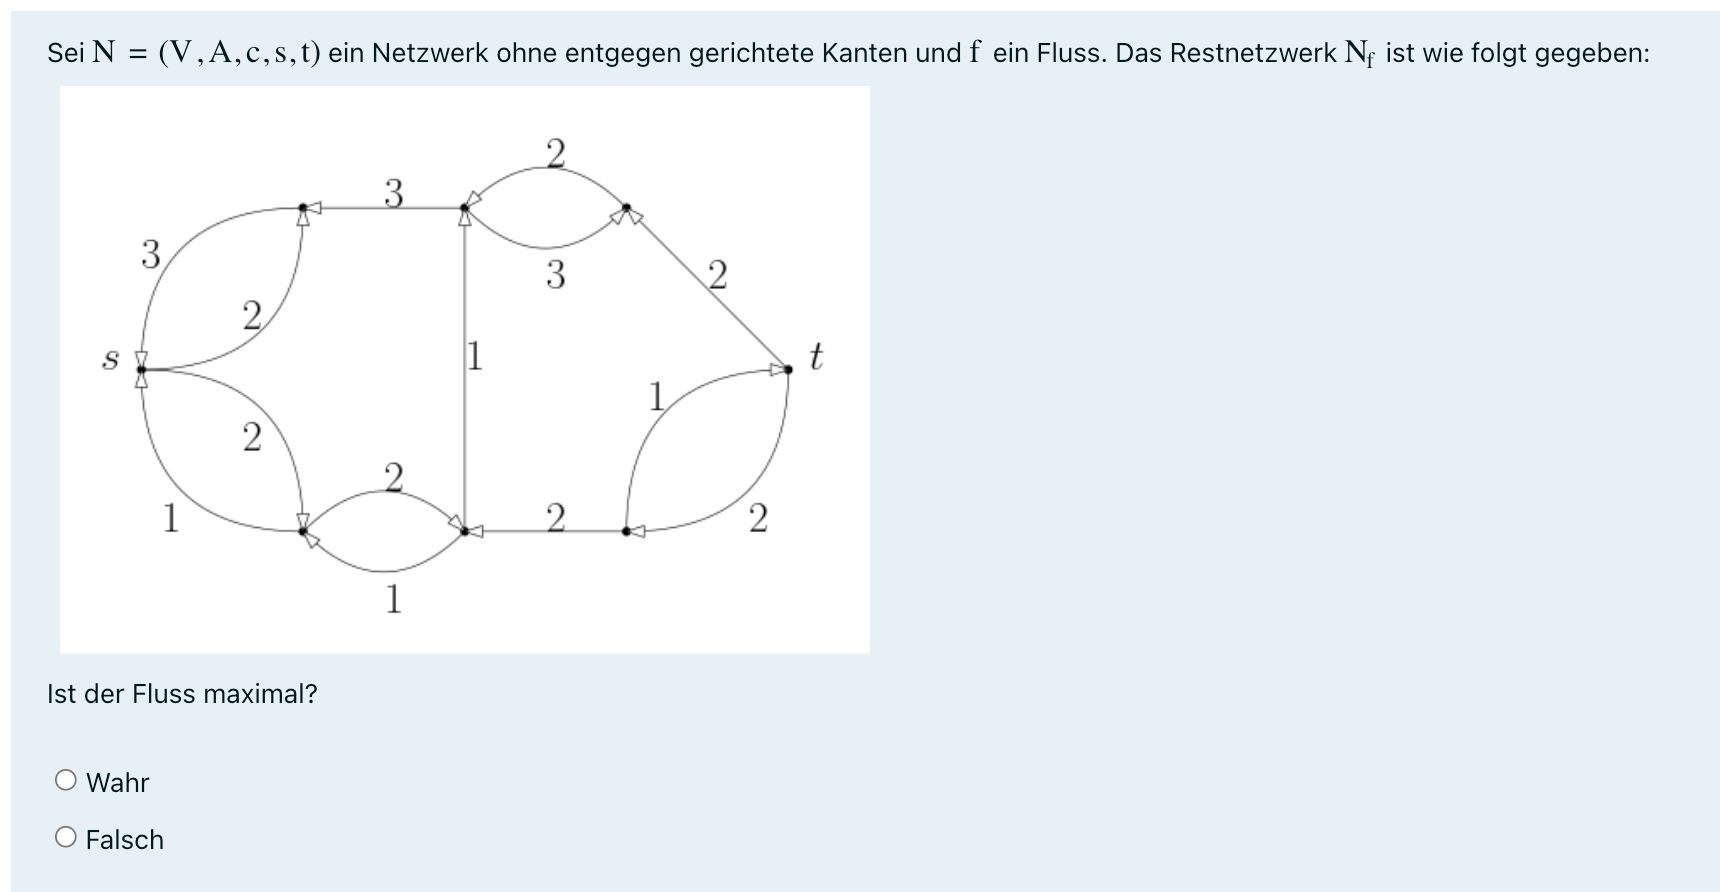 Sei N = (V, A, c, s, t) ein Netzwerk ohne entgegen gerichtete Kanten und f ein Fluss. Das Restnetzwerk N_f ist wie folgt gegeben:
2
3
3
3
2
2
s
1
t
1
2
2
1
2
2
1
Ist der Fluss maximal?
Wahr
Falsch